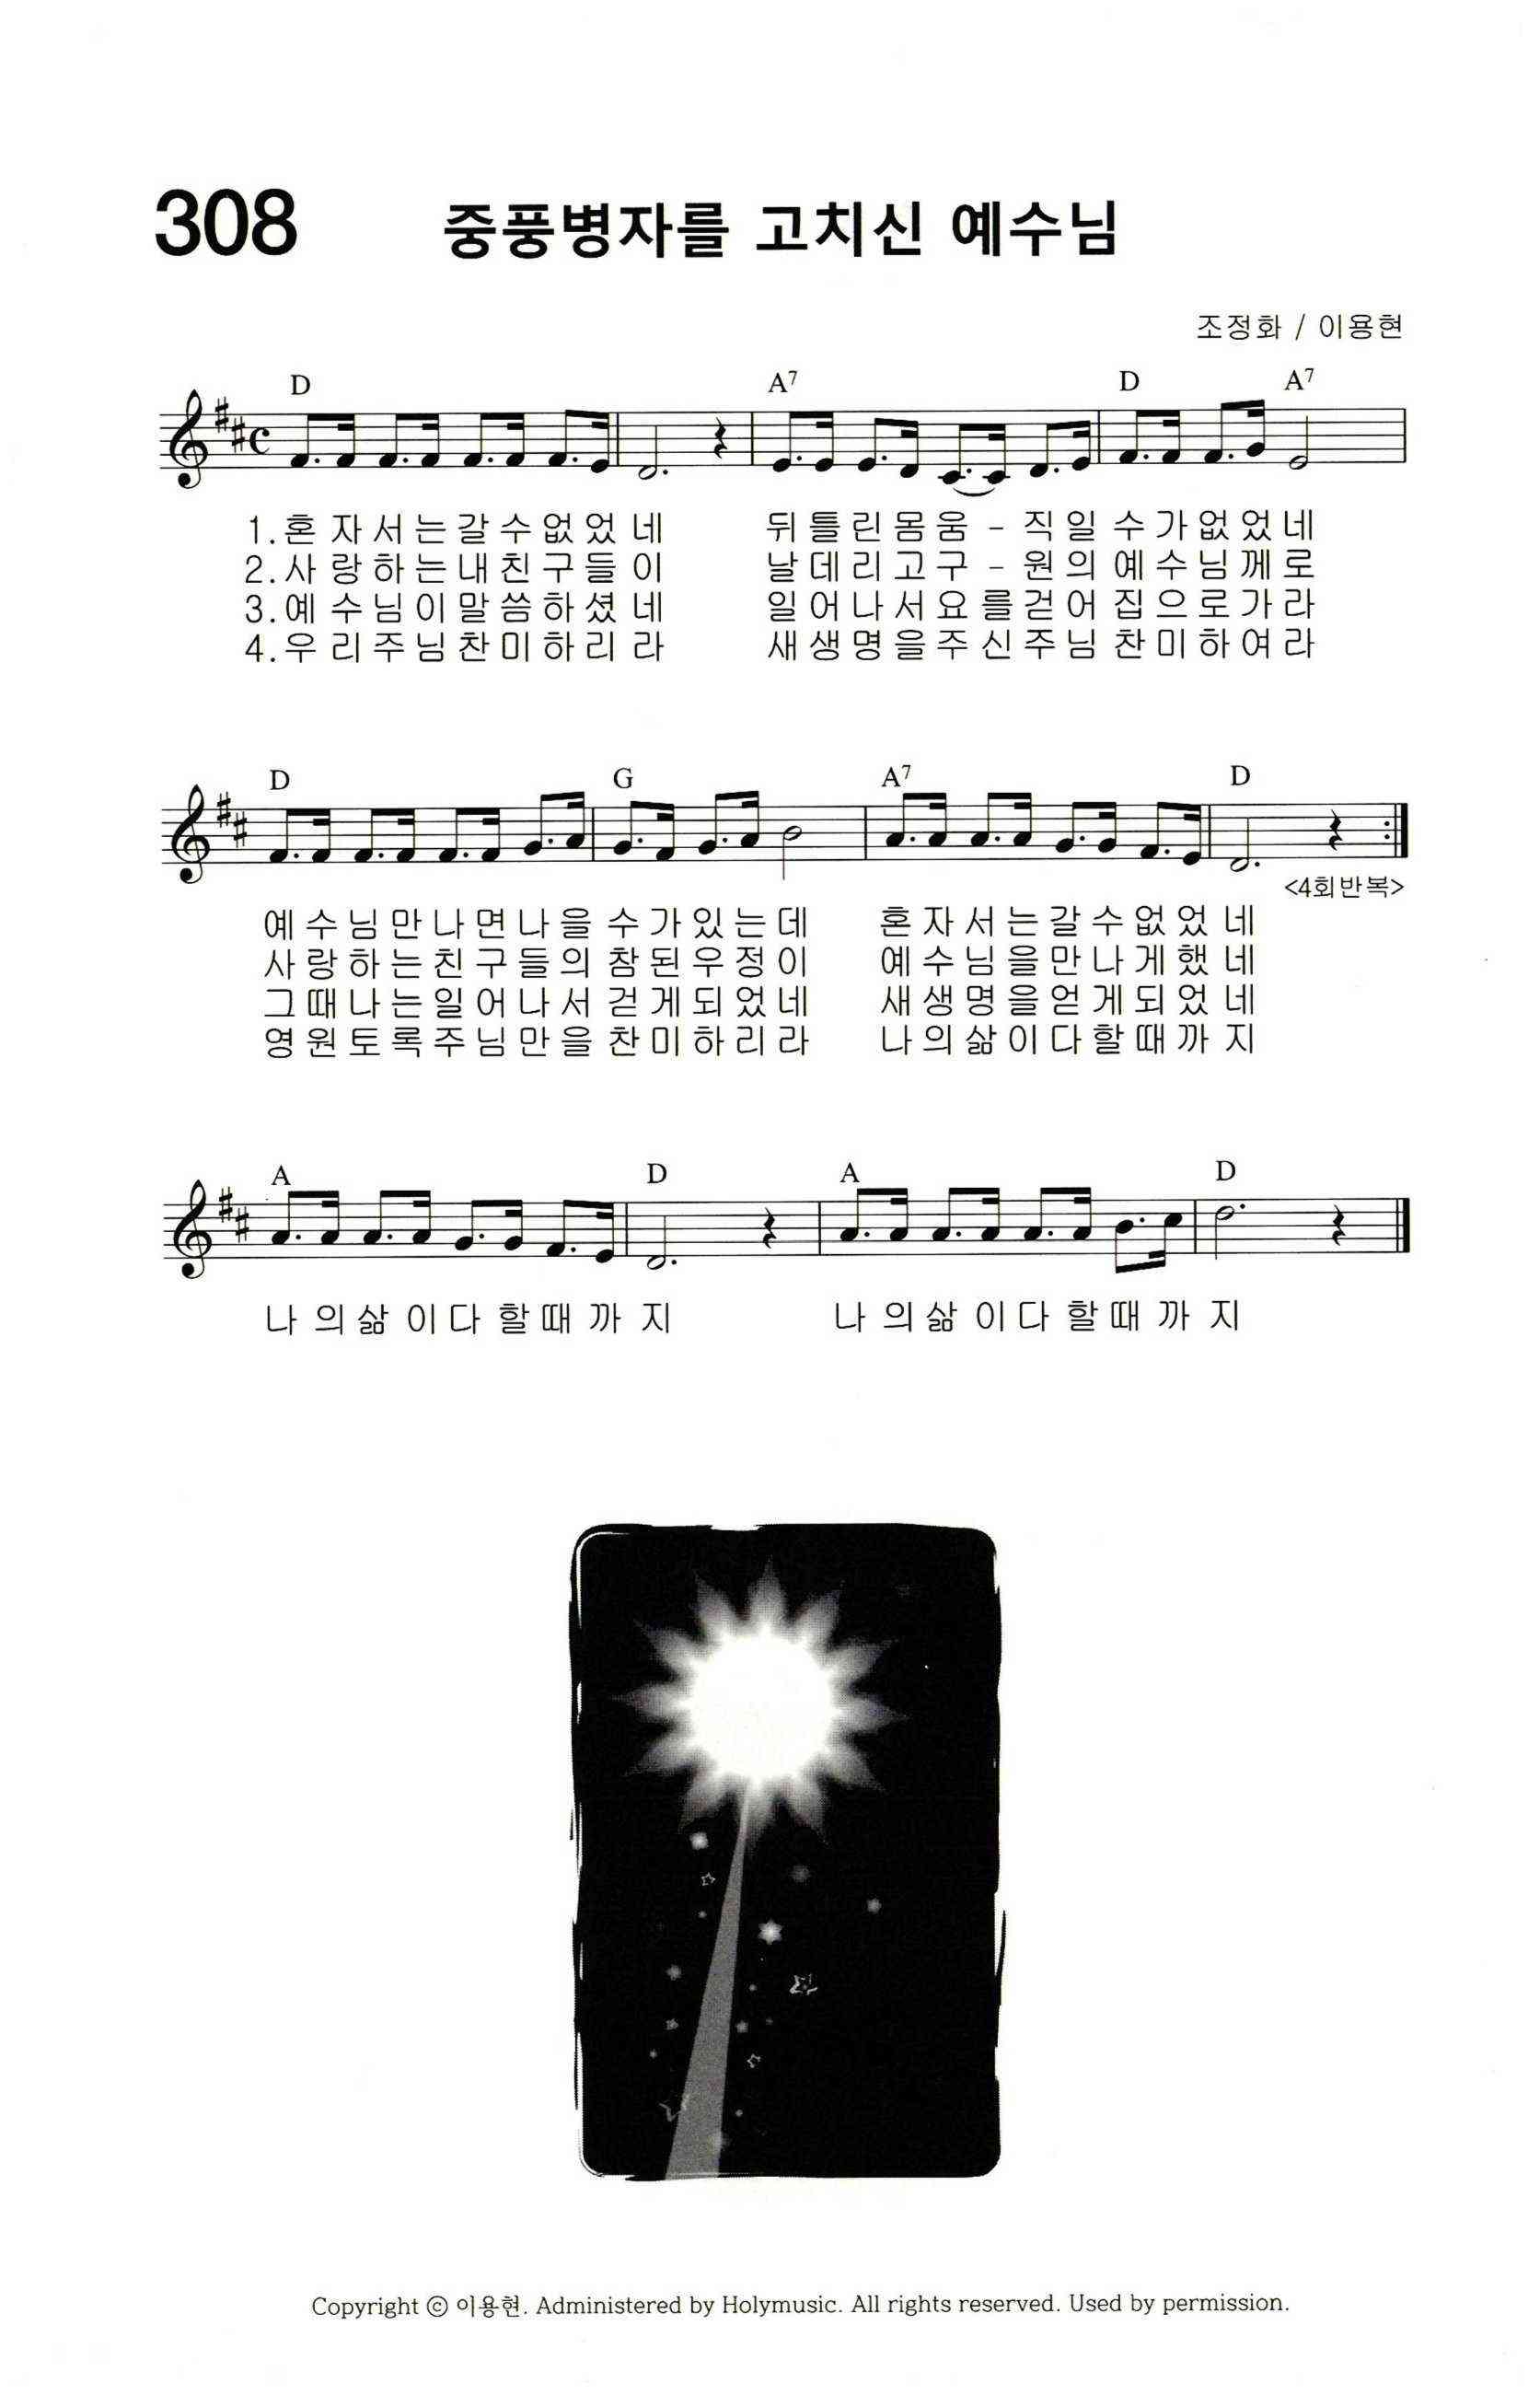 308
중풍병자를 고치신 예수님
조정화 / 이용현
D A7 D A7
1.혼자서는갈수없었네 뒤틀린몸움-직일수가없었네
2.사랑하는내친구들이 날데리고구-원의예수님께로
3.예수님이말씀하셨네 일어나서요를걷어집으로가라
4.우리주님찬미하리라 새생명을주신주님찬미하여라
D G A7 D
<4회반복>
예수님만나면나을수가있는데 혼자서는갈수없었네
사랑하는친구들의참된우정이 예수님을만나게했네
그때나는일어나서걷게되었네 새생명을얻게되었네
영원토록주님만을찬미하리라 나의삶이다할때까지
A D A D
나의삶이다할때까지 나의삶이다할때까지
Copyright ⓒ 이용현. Administered by Holymusic. All rights reserved. Used by permission.